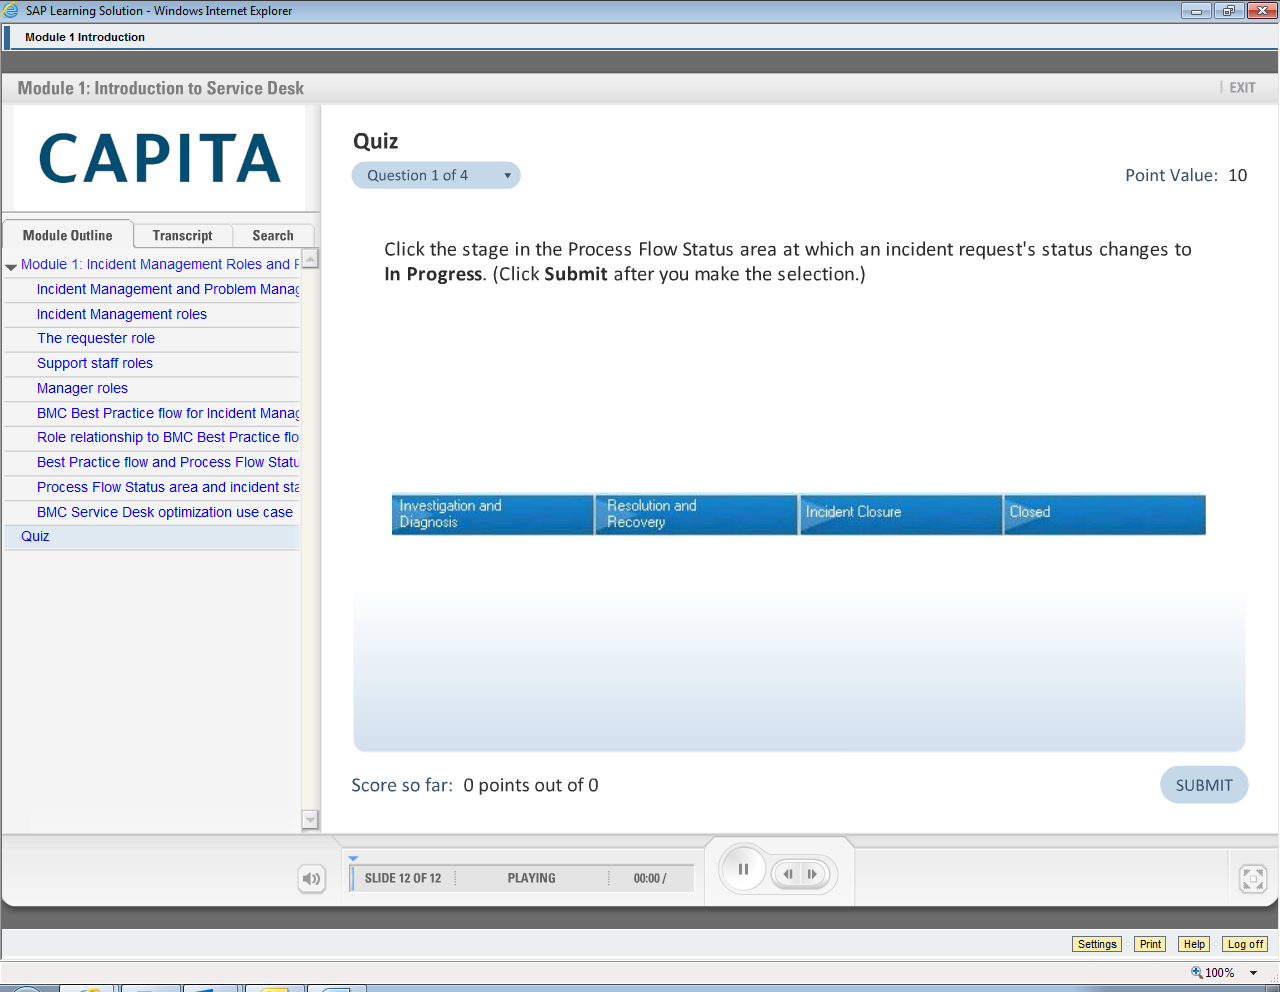 SAP Learning Solution - Windows Internet Explorer
Module 1 Introduction
Module 1: Introduction to Service Desk
EXIT
CAPITA
Module Outline
Transcript
Search
Module 1: Incident Management Roles and
Incident Management and Problem
Incident Management roles
The requester role
Support staff roles
Manager roles
BMC Best Practice flow for Incident
Role relationship to BMC Best Practice
Best Practice flow and Process Flow
Process Flow Status area and incident
BMC Service Desk optimization use case
Quiz
Quiz
Question 1 of 4
Point Value: 10
Click the stage in the Process Flow Status area at which an incident request's status changes to
In Progress. (Click Submit after you make the selection.)
Investigation and
Diagnosis
Resolution and
Recovery
Incident Closure
Closed
Score so far: 0 points out of 0
SUBMIT
SLIDE 12 OF 12
PLAYING
00:00 /
Settings
Print
Help
Log off
100%